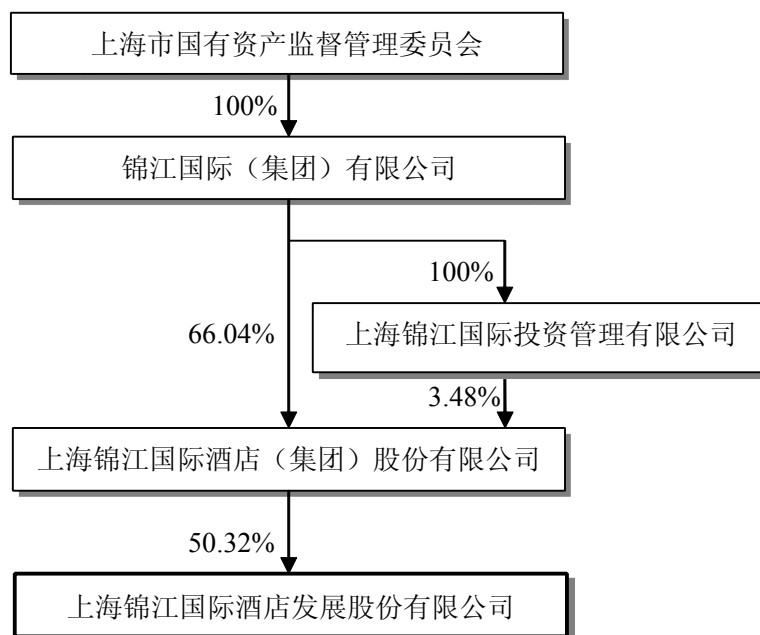 上海市国有资产监督管理委员会
100%
锦江国际（集团）有限公司
100%
66.04%
上海锦江国际投资管理有限公司
3.48%
上海锦江国际酒店（集团）股份有限公司
50.32%
上海锦江国际酒店发展股份有限公司